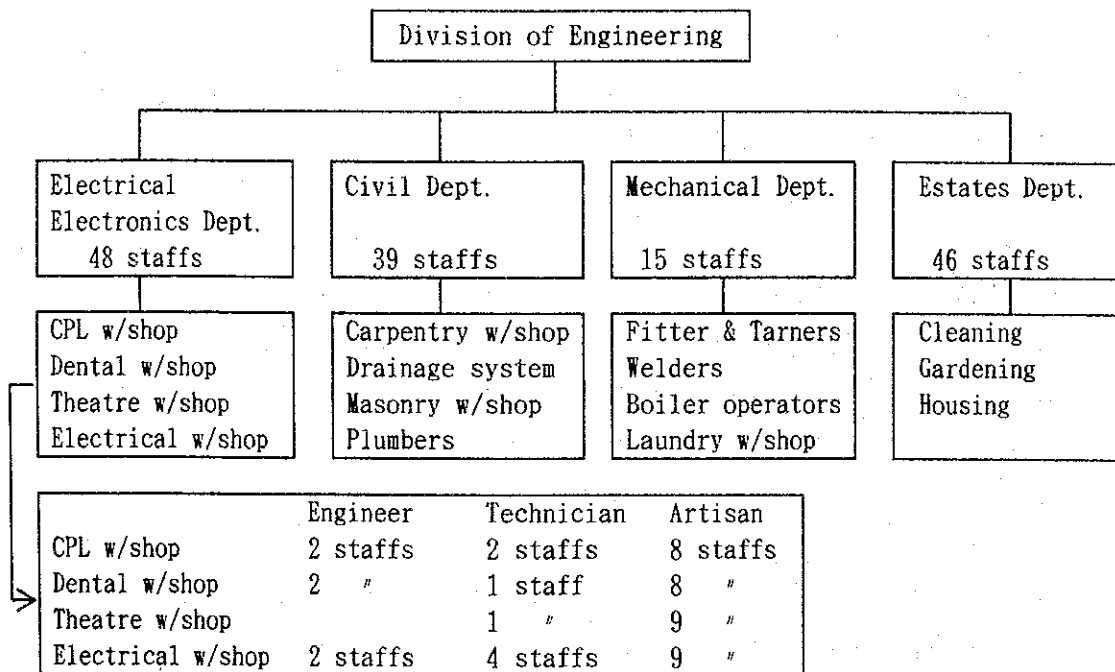 Division of Engineering
Electrical
Electronics Dept.
48 staffs
Civil Dept.
39 staffs
Mechanical Dept.
15 staffs
Estates Dept.
46 staffs
CPL w/shop
Dental w/shop
Theatre w/shop
Electrical w/shop
Carpentry w/shop
Drainage system
Masonry w/shop
Plumbers
Fitter & Tarners
Welders
Boiler operators
Laundry w/shop
Cleaning
Gardening
Housing
Engineer Technician Artisan
CPL w/shop 2 staffs 2 staffs 8 staffs
Dental w/shop 2 〃 1 staff 8 〃
Theatre w/shop 1 〃 9 〃
Electrical w/shop 2 staffs 4 staffs 9 〃